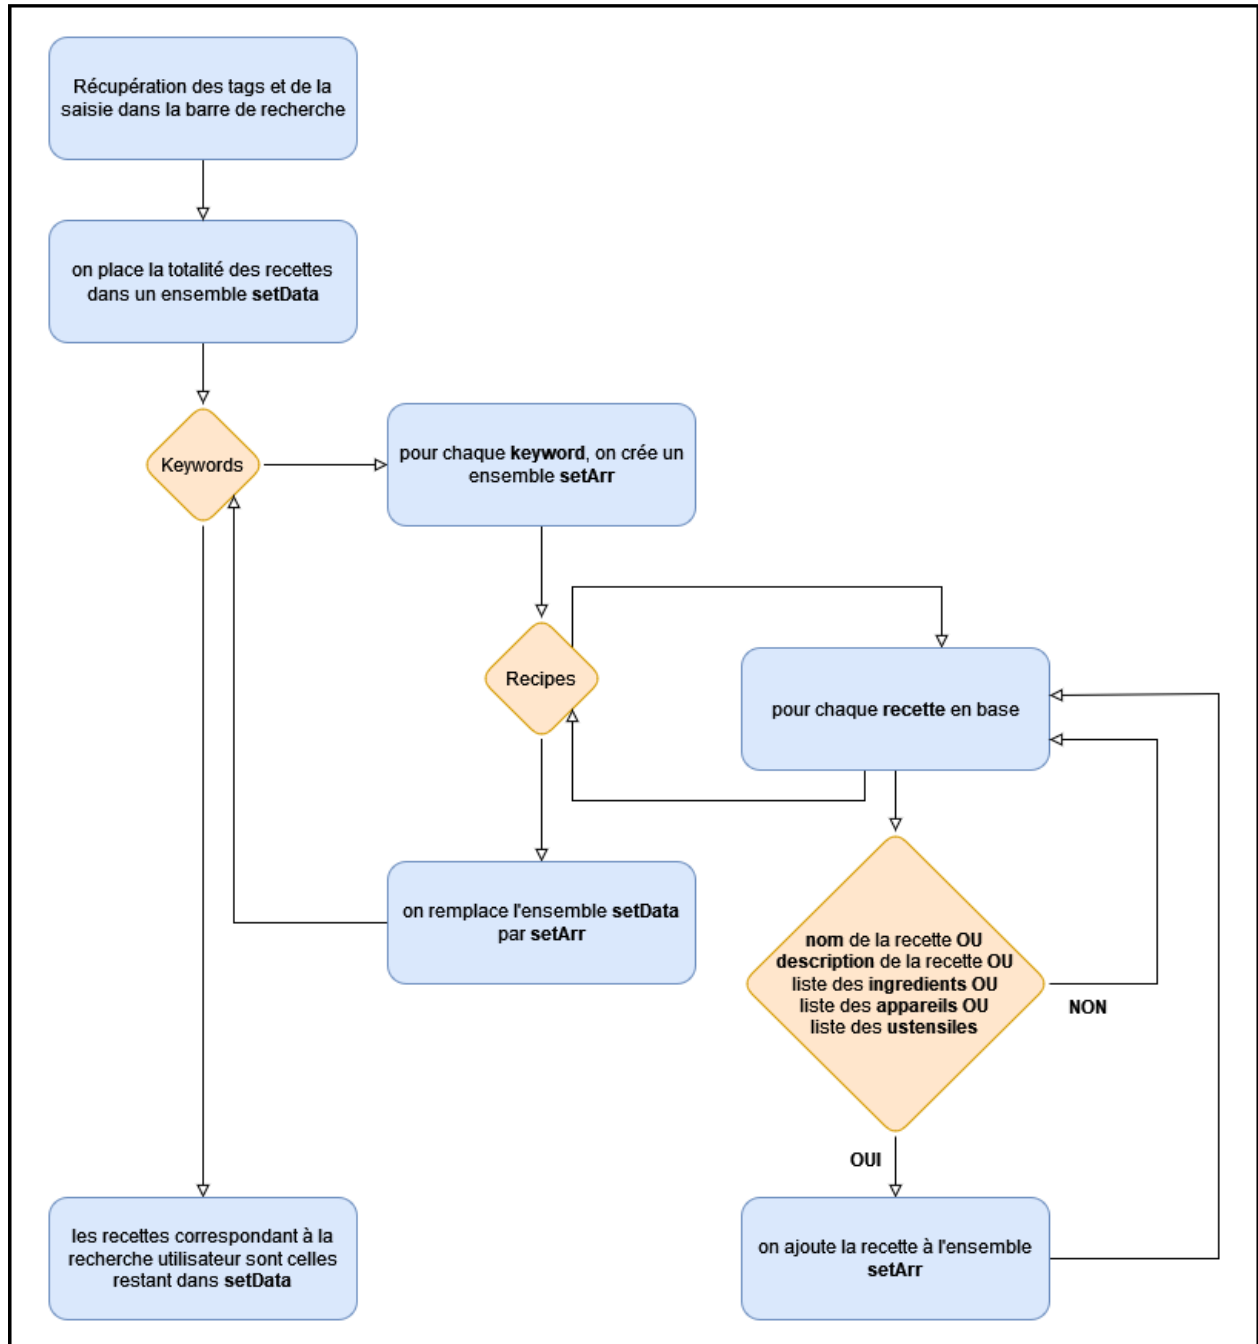 Récupération des tags et de la
saisie dans la barre de recherche
on place la totalité des recettes
dans un ensemble setData
Keywords
pour chaque keyword, on crée un
ensemble setArr
Recipes
pour chaque recette en base
on remplace l'ensemble setData
par setArr
nom de la recette OU
description de la recette OU
liste des ingredients OU
liste des appareils OU
liste des ustensiles
NON
OUI
les recettes correspondant à la
recherche utilisateur sont celles
restant dans setData
on ajoute la recette à l'ensemble
setArr